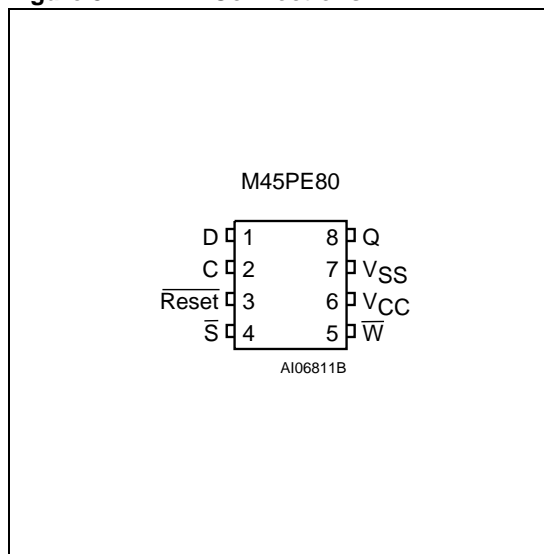 M45PE80
D 1 8 Q
C 2 7 VSS
Reset 3 6 VCC
S 4 5 W
AI06811B